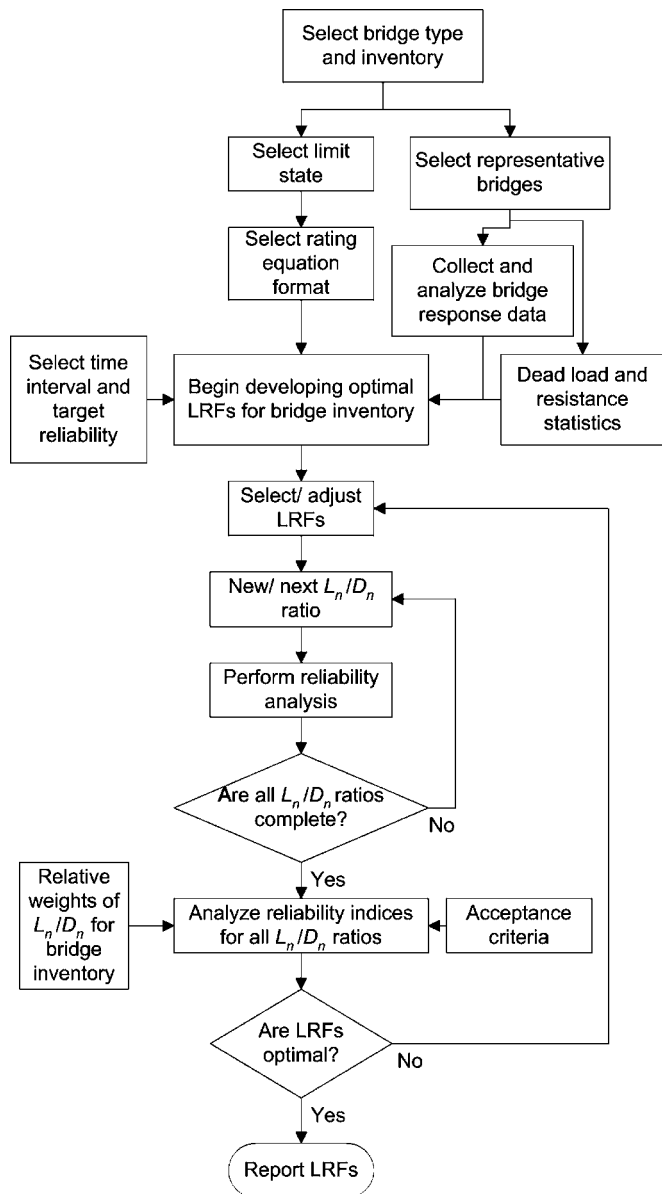 Select bridge type
and inventory
Select limit
state
Select representative
bridges
Select rating
equation
format
Collect and
analyze bridge
response data
Select time
interval and
target
reliability
Begin developing optimal
LRFs for bridge inventory
Dead load and
resistance
statistics
Select/ adjust
LRFs
New/ next Ln/Dn
ratio
Perform reliability
analysis
Are all Ln/Dn ratios
complete?
No
Yes
Relative
weights of
Ln/Dn for
bridge
inventory
Analyze reliability indices
for all Ln/Dn ratios
Acceptance
criteria
Are LRFs
optimal?
No
Yes
Report LRFs